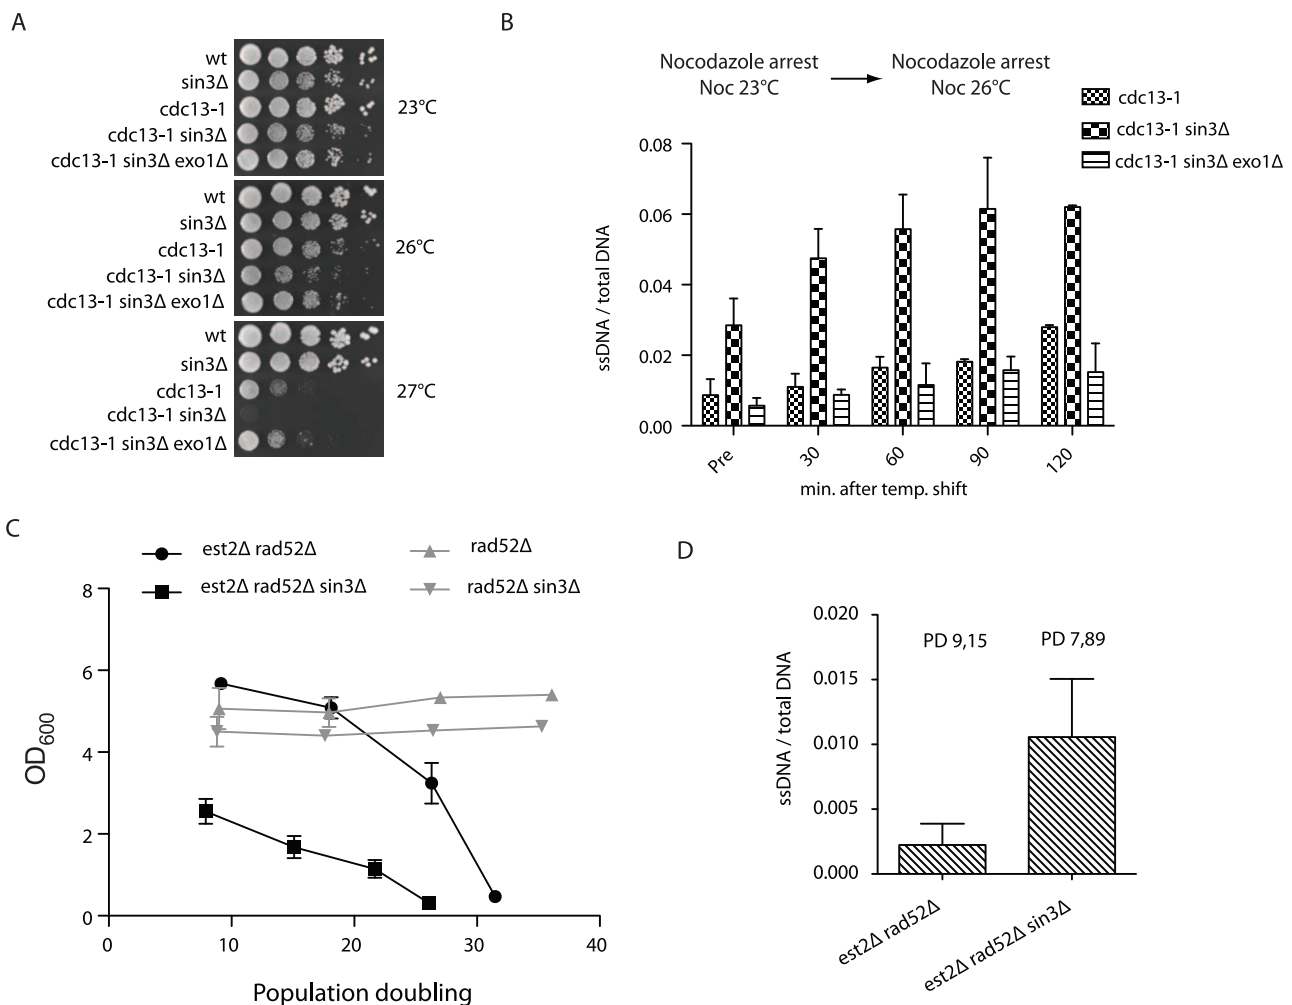 A
wt
sin3Δ
cdc13-1
cdc13-1 sin3Δ
cdc13-1 sin3Δ exo1Δ
23°C
wt
sin3Δ
cdc13-1
cdc13-1 sin3Δ
cdc13-1 sin3Δ exo1Δ
26°C
wt
sin3Δ
cdc13-1
cdc13-1 sin3Δ
cdc13-1 sin3Δ exo1Δ
27°C
B
Nocodazole arrest
Noc 23°C
Nocodazole arrest
Noc 26°C
cdc13-1
cdc13-1 sin3Δ
cdc13-1 sin3Δ exo1Δ
ssDNA / total DNA
0.08
0.06
0.04
0.02
0.00
Pre
30
60
90
120
min. after temp. shift
C
est2Δ rad52Δ
rad52Δ
est2Δ rad52Δ sin3Δ
rad52Δ sin3Δ
OD600
8
6
4
2
0
0
10
20
30
40
Population doubling
D
ssDNA / total DNA
0.020
0.015
0.010
0.005
0.000
PD 9,15
PD 7,89
est2Δ rad52Δ
est2Δ rad52Δ sin3Δ